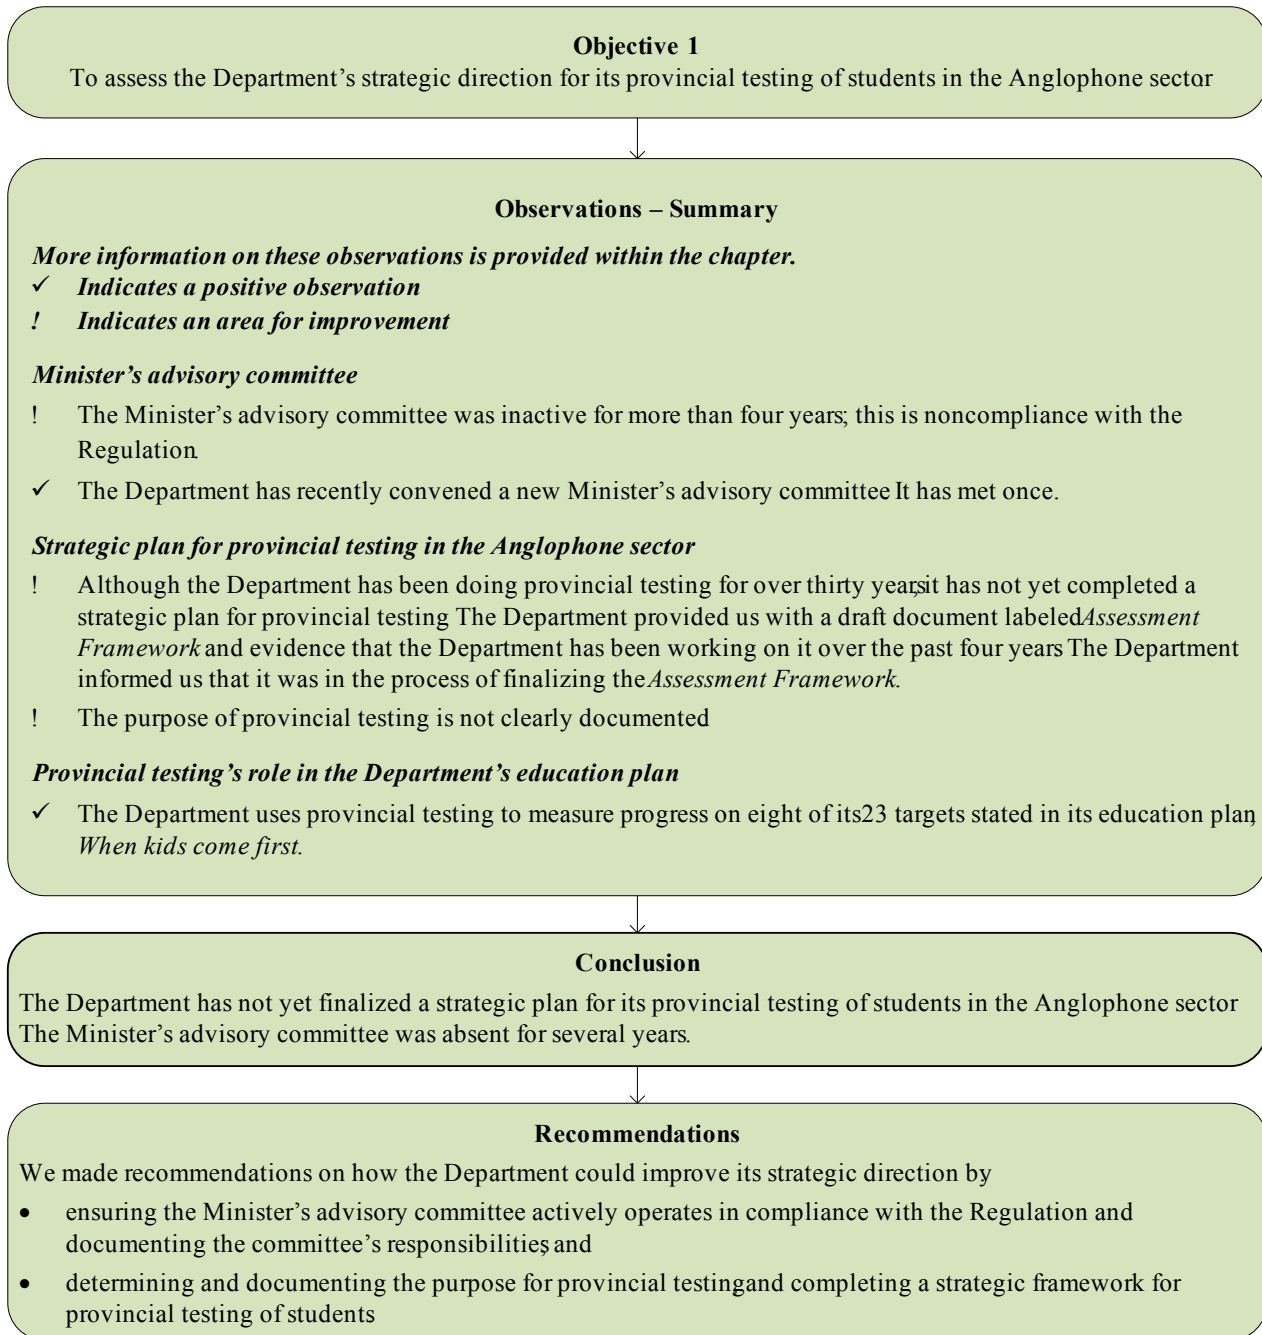 Objective 1
To assess the Department's strategic direction for its provincial testing of students in the Anglophone sector.
Observations – Summary
More information on these observations is provided within the chapter.
✓ Indicates a positive observation
! Indicates an area for improvement
Minister's advisory committee
! The Minister's advisory committee was inactive for more than four years; this is noncompliance with the
Regulation.
✓ The Department has recently convened a new Minister's advisory committee. It has met once.
Strategic plan for provincial testing in the Anglophone sector
! Although the Department has been doing provincial testing for over thirty years, it has not yet completed a
strategic plan for provincial testing. The Department provided us with a draft document labeled Assessment
Framework and evidence that the Department has been working on it over the past four years. The Department
informed us that it was in the process of finalizing the Assessment Framework.
! The purpose of provincial testing is not clearly documented.
Provincial testing's role in the Department's education plan
✓ The Department uses provincial testing to measure progress on eight of its 23 targets stated in its education plan,
When kids come first.
Conclusion
The Department has not yet finalized a strategic plan for its provincial testing of students in the Anglophone sector
The Minister's advisory committee was absent for several years.
Recommendations
We made recommendations on how the Department could improve its strategic direction by
• ensuring the Minister's advisory committee actively operates in compliance with the Regulation and
documenting the committee's responsibilities; and
• determining and documenting the purpose for provincial testing and completing a strategic framework for
provincial testing of students